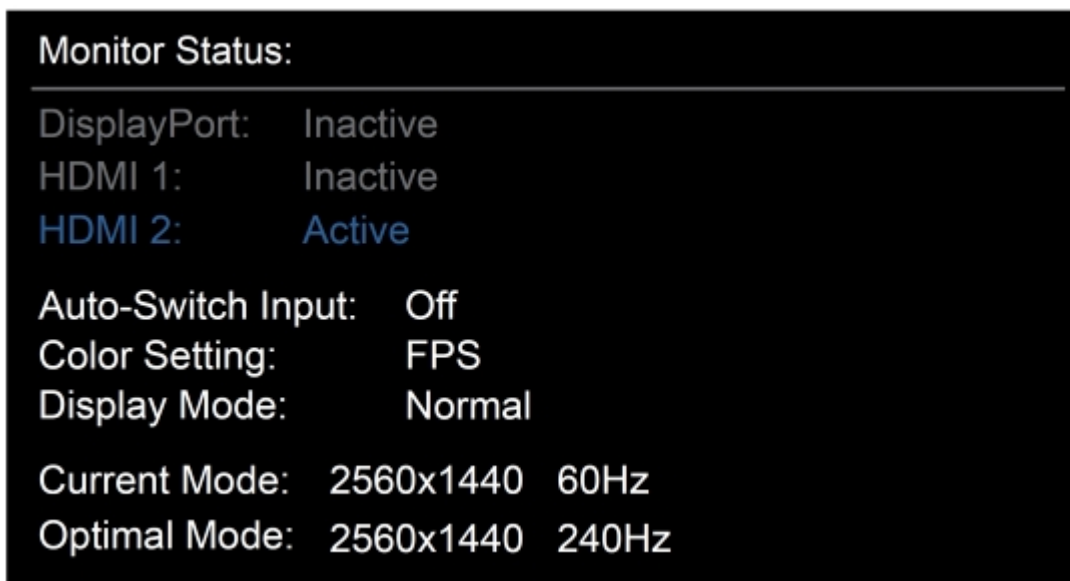 Monitor Status:
DisplayPort: Inactive
HDMI 1: Inactive
HDMI 2: Active
Auto-Switch Input: Off
Color Setting: FPS
Display Mode: Normal
Current Mode: 2560x1440 60Hz
Optimal Mode: 2560x1440 240Hz